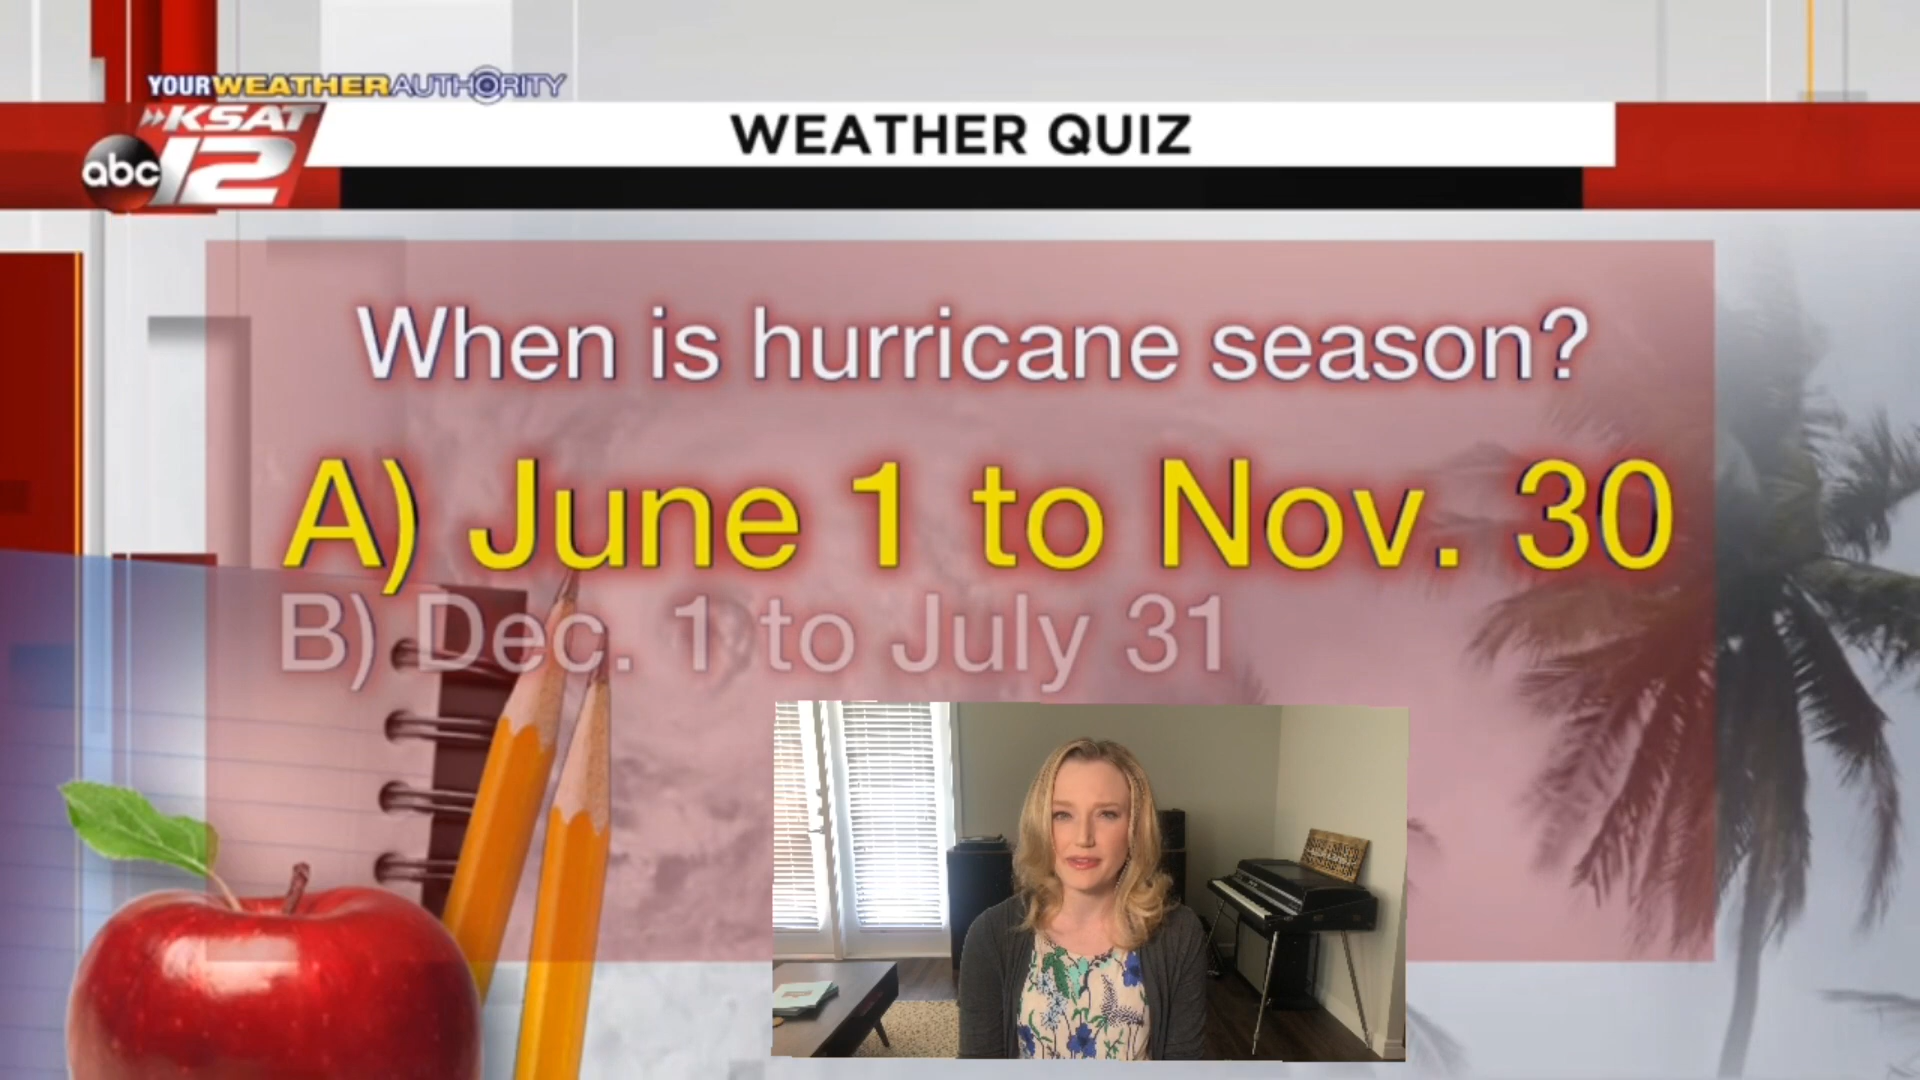 YOUR WEATHER AUTHORITY
KSAT
abc 12
WEATHER QUIZ
When is hurricane season?
A) June 1 to Nov. 30
B) Dec. 1 to July 31